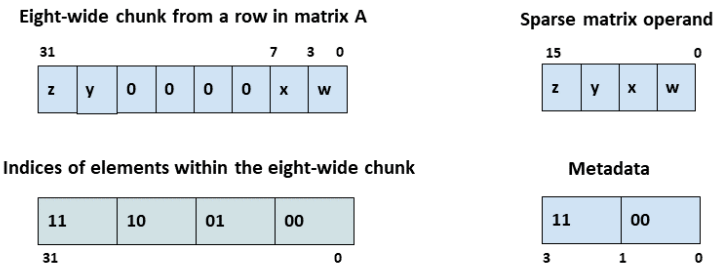 Eight-wide chunk from a row in matrix A
31 7 3 0
z y 0 0 0 0 x w
Sparse matrix operand
15 0
z y x w
Indices of elements within the eight-wide chunk
11 10 01 00
31 0
Metadata
11 00
3 1 0